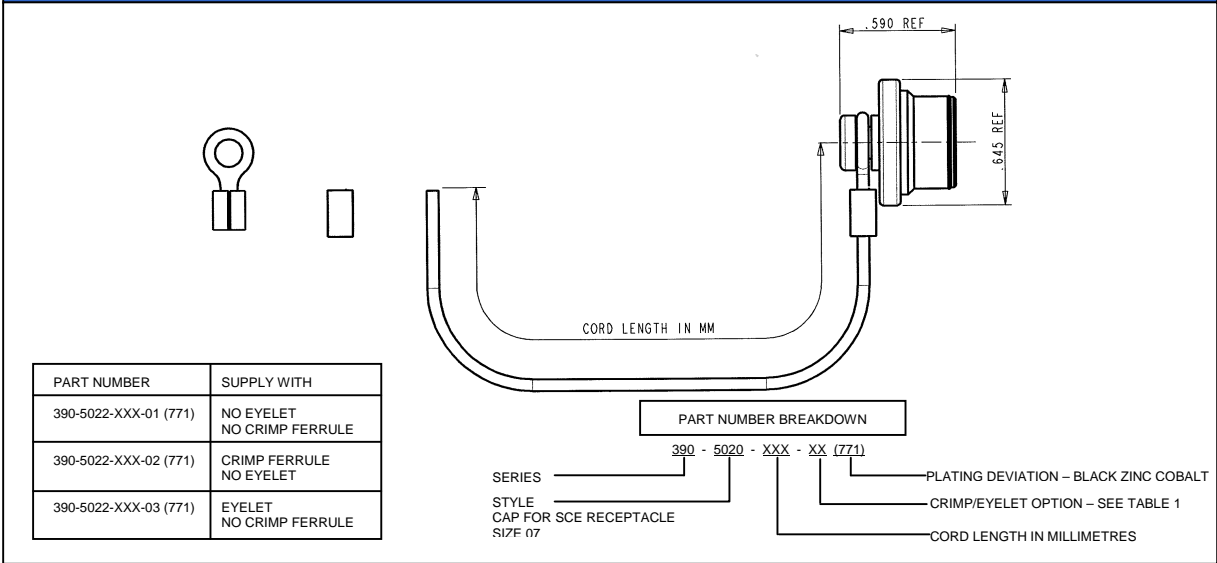 .590 REF
.645 REF
CORD LENGTH IN MM
PART NUMBER SUPPLY WITH
390-5022-XXX-01 (771) NO EYELET
NO CRIMP FERRULE
390-5022-XXX-02 (771) CRIMP FERRULE
NO EYELET
390-5022-XXX-03 (771) EYELET
NO CRIMP FERRULE
PART NUMBER BREAKDOWN
390 - 5020 - XXX - XX (771)
SERIES
STYLE
CAP FOR SCE RECEPTACLE
SIZE 07
PLATING DEVIATION – BLACK ZINC COBALT
CRIMP/EYELET OPTION – SEE TABLE 1
CORD LENGTH IN MILLIMETRES